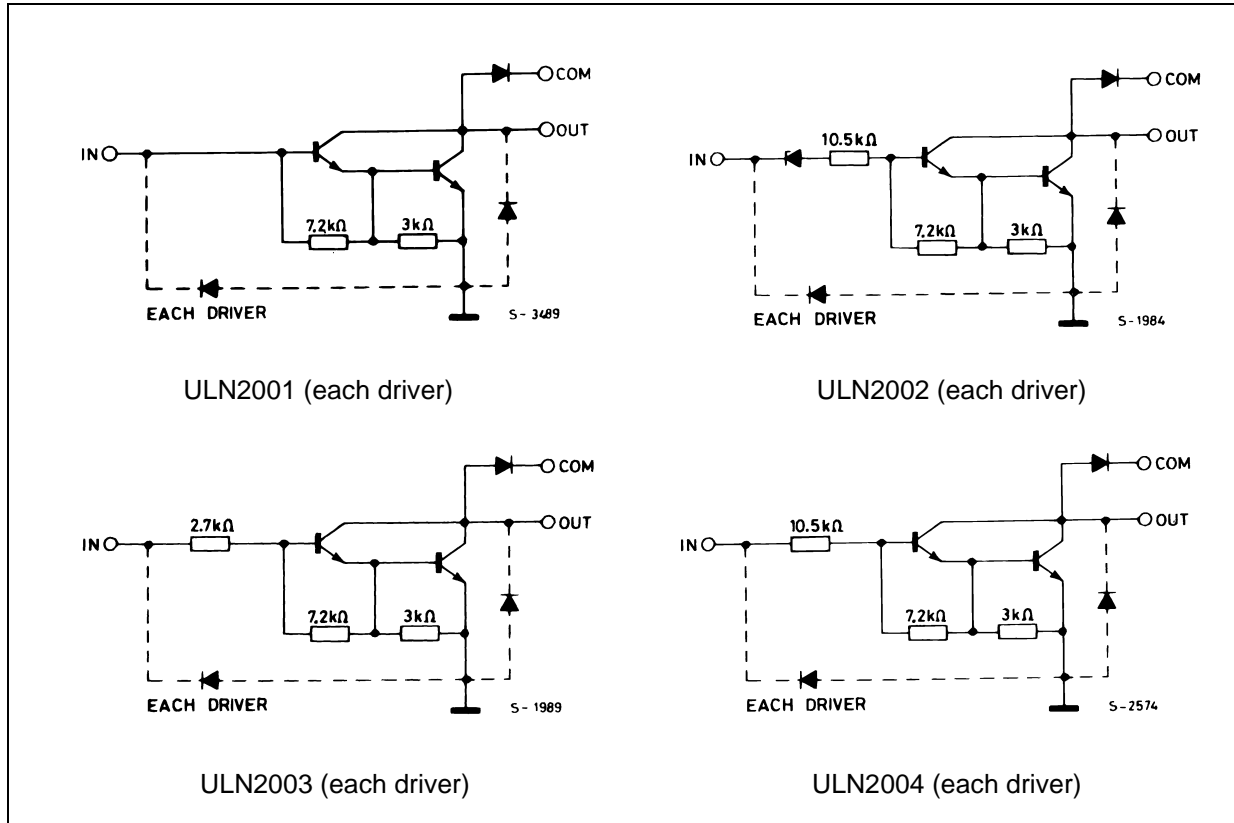 COM
OUT
IN
7.2kΩ 3kΩ
EACH DRIVER
S-3489
ULN2001 (each driver)
COM
OUT
IN
10.5kΩ
7.2kΩ 3kΩ
EACH DRIVER
S-1984
ULN2002 (each driver)
COM
OUT
IN
2.7kΩ
7.2kΩ 3kΩ
EACH DRIVER
S-1989
ULN2003 (each driver)
COM
OUT
IN
10.5kΩ
7.2kΩ 3kΩ
EACH DRIVER
S-2574
ULN2004 (each driver)